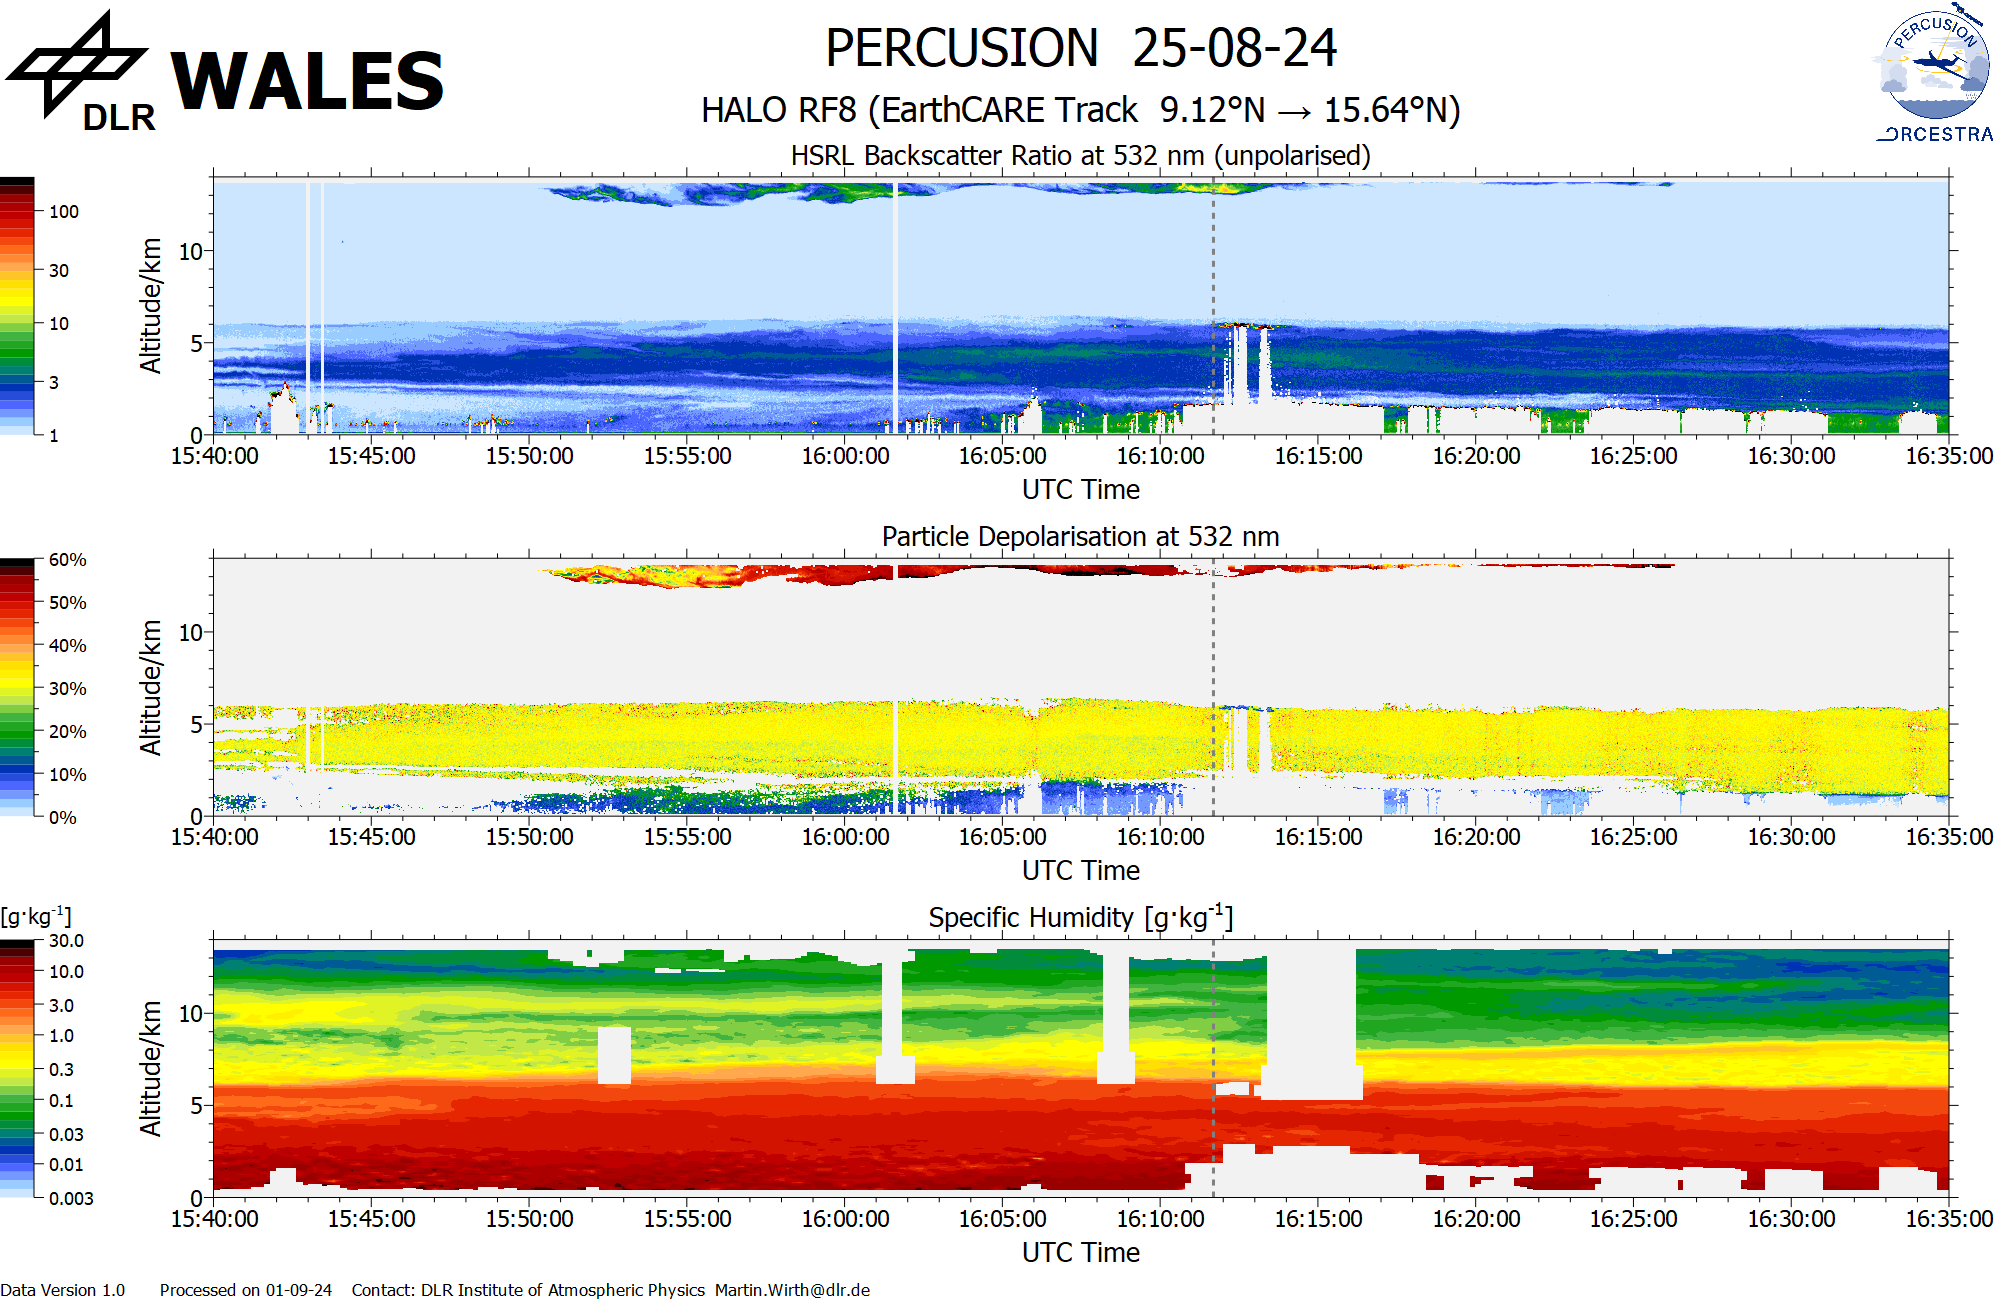 DLR
WALES
PERCUSION 25-08-24
HALO RF8 (EarthCARE Track 9.12°N → 15.64°N)
PERCUSION
ORCESTRA
HSRL Backscatter Ratio at 532 nm (unpolarised)
100
30
10
3
1
Altitude/km
10
5
0
15:40:00 15:45:00 15:50:00 15:55:00 16:00:00 16:05:00 16:10:00 16:15:00 16:20:00 16:25:00 16:30:00 16:35:00
UTC Time
Particle Depolarisation at 532 nm
60%
50%
40%
30%
20%
10%
0%
Altitude/km
10
5
0
15:40:00 15:45:00 15:50:00 15:55:00 16:00:00 16:05:00 16:10:00 16:15:00 16:20:00 16:25:00 16:30:00 16:35:00
UTC Time
Specific Humidity [g·kg⁻¹]
[g·kg⁻¹]
30.0
10.0
3.0
1.0
0.3
0.1
0.03
0.01
0.003
Altitude/km
10
5
0
15:40:00 15:45:00 15:50:00 15:55:00 16:00:00 16:05:00 16:10:00 16:15:00 16:20:00 16:25:00 16:30:00 16:35:00
UTC Time
Data Version 1.0 Processed on 01-09-24 Contact: DLR Institute of Atmospheric Physics Martin.Wirth@dlr.de